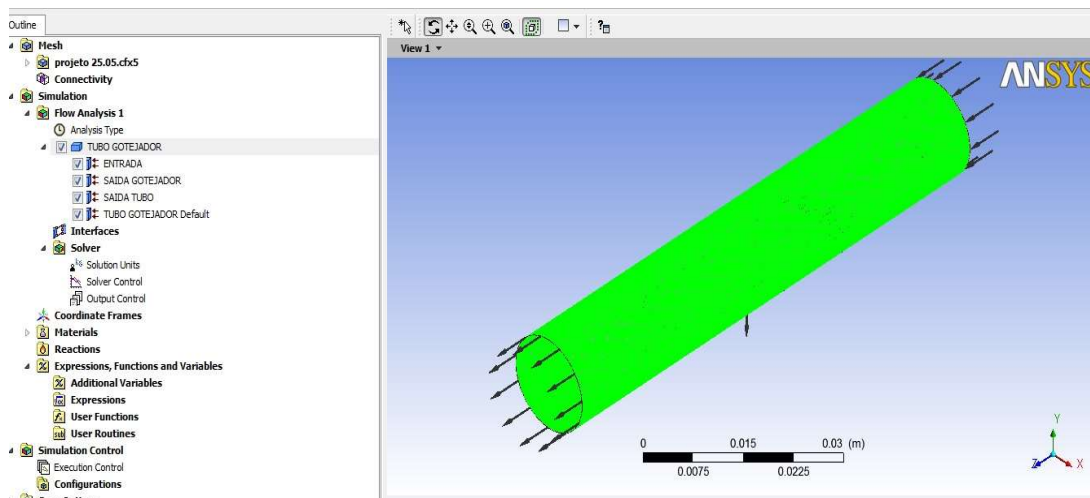 Outline
Mesh
projeto 25.05.cfx5
Connectivity
Simulation
Flow Analysis 1
Analysis Type
TUBO GOTEJADOR
ENTRADA
SAIDA GOTEJADOR
SAIDA TUBO
TUBO GOTEJADOR Default
Interfaces
Solver
Solution Units
Solver Control
Output Control
Coordinate Frames
Materials
Reactions
Expressions, Functions and Variables
Additional Variables
Expressions
User Functions
User Routines
Simulation Control
Execution Control
Configurations
View 1
ANSYS
0 0.015 0.03 (m)
0.0075 0.0225
Y
Z X